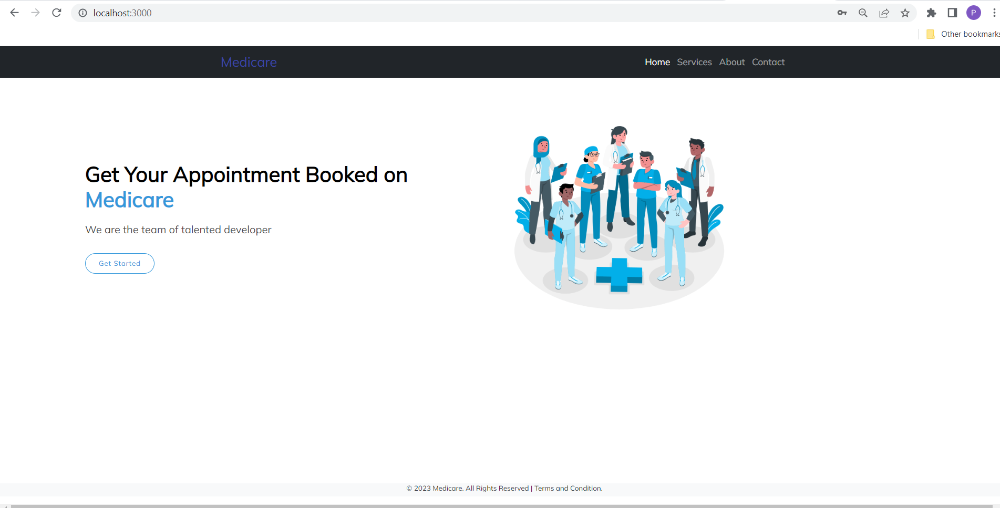 localhost:3000
P
Other bookmarks
Medicare
Home Services About Contact
Get Your Appointment Booked on
Medicare
We are the team of talented developer
Get Started
© 2023 Medicare. All Rights Reserved | Terms and Condition.